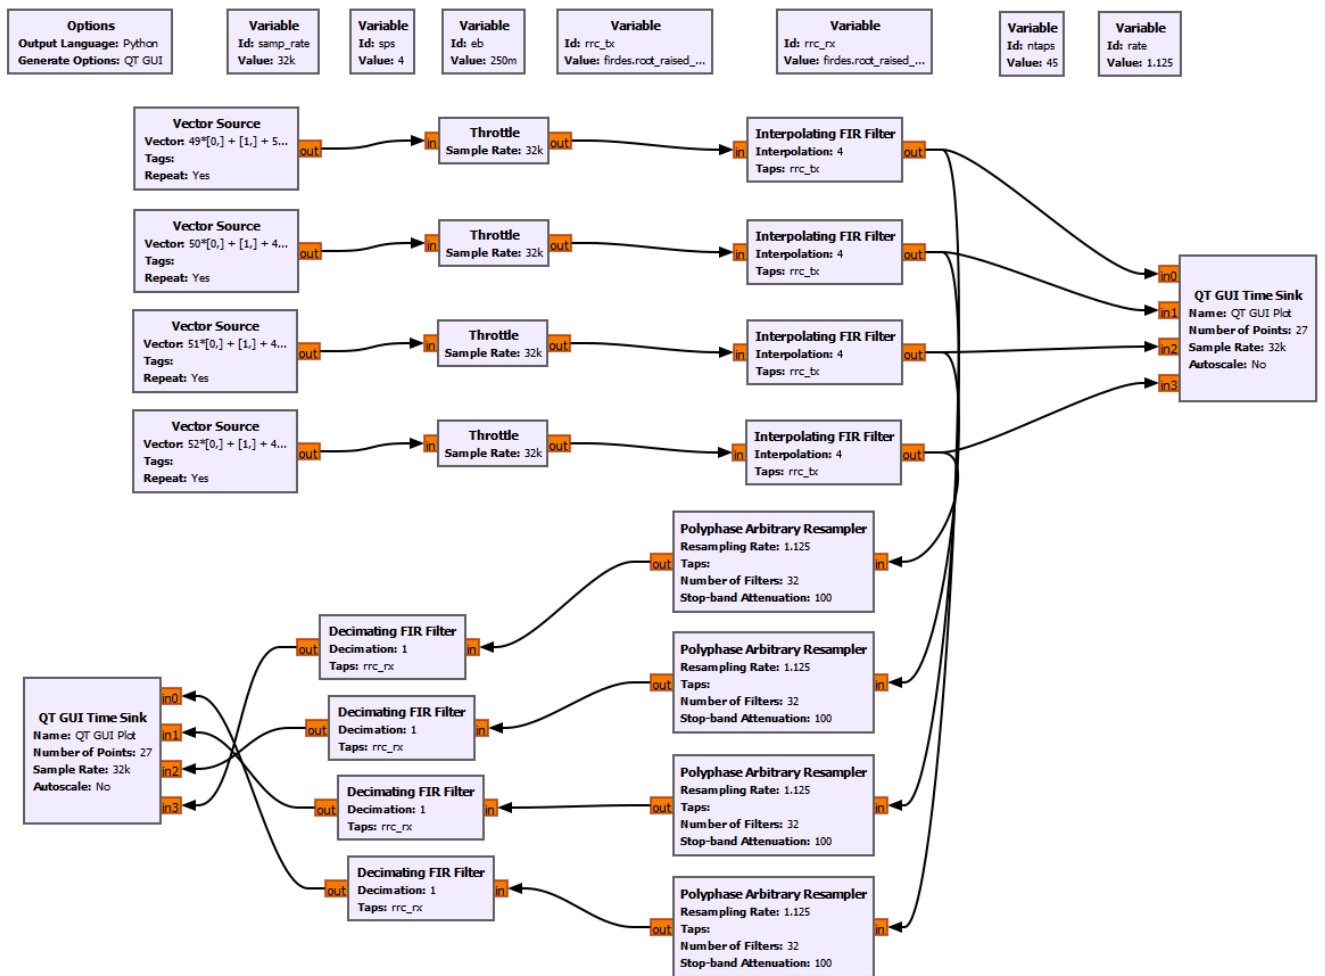 Options
Output Language: Python
Generate Options: QT GUI
Variable
Id: samp_rate
Value: 32k
Variable
Id: sps
Value: 4
Variable
Id: eb
Value: 250m
Variable
Id: rrc_tx
Value: firdes.root_raised_...
Variable
Id: rrc_rx
Value: firdes.root_raised_...
Variable
Id: ntaps
Value: 45
Variable
Id: rate
Value: 1.125
Vector Source
Vector: 49*[0,] + [1,] + 5...
Tags:
Repeat: Yes
out
in
Throttle
Sample Rate: 32k
out
in
Interpolating FIR Filter
Interpolation: 4
Taps: rrc_tx
out
Vector Source
Vector: 50*[0,] + [1,] + 4...
Tags:
Repeat: Yes
out
in
Throttle
Sample Rate: 32k
out
in
Interpolating FIR Filter
Interpolation: 4
Taps: rrc_tx
out
Vector Source
Vector: 51*[0,] + [1,] + 4...
Tags:
Repeat: Yes
out
in
Throttle
Sample Rate: 32k
out
in
Interpolating FIR Filter
Interpolation: 4
Taps: rrc_tx
out
Vector Source
Vector: 52*[0,] + [1,] + 4...
Tags:
Repeat: Yes
out
in
Throttle
Sample Rate: 32k
out
in
Interpolating FIR Filter
Interpolation: 4
Taps: rrc_tx
out
in0
in1
in2
in3
QT GUI Time Sink
Name: QT GUI Plot
Number of Points: 27
Sample Rate: 32k
Autoscale: No
out
Polyphase Arbitrary Resampler
Resampling Rate: 1.125
Taps:
Number of Filters: 32
Stop-band Attenuation: 100
in
out
Decimating FIR Filter
Decimation: 1
Taps: rrc_rx
in
out
Polyphase Arbitrary Resampler
Resampling Rate: 1.125
Taps:
Number of Filters: 32
Stop-band Attenuation: 100
in
out
Decimating FIR Filter
Decimation: 1
Taps: rrc_rx
in
QT GUI Time Sink
Name: QT GUI Plot
Number of Points: 27
Sample Rate: 32k
Autoscale: No
in0
in1
in2
in3
out
Polyphase Arbitrary Resampler
Resampling Rate: 1.125
Taps:
Number of Filters: 32
Stop-band Attenuation: 100
in
out
Decimating FIR Filter
Decimation: 1
Taps: rrc_rx
in
out
Decimating FIR Filter
Decimation: 1
Taps: rrc_rx
in
out
Polyphase Arbitrary Resampler
Resampling Rate: 1.125
Taps:
Number of Filters: 32
Stop-band Attenuation: 100
in